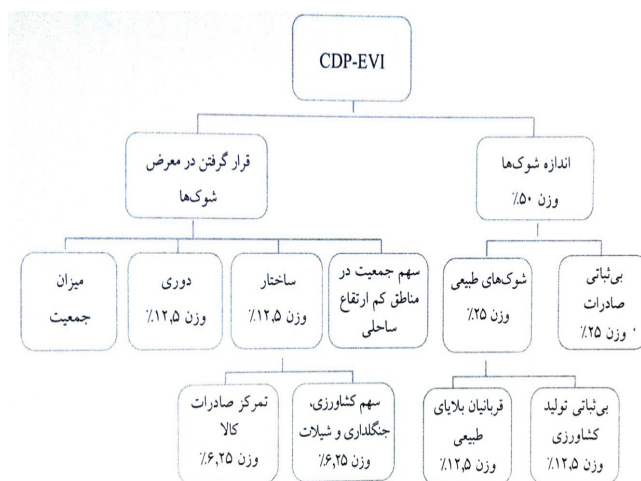 CDP-EVI
اندازه شوک‌ها
وزن ۵۰٪
قرار گرفتن در معرض
شوک‌ها
بی‌ثباتی
صادرات
وزن ۲۵٪
شوک‌های طبیعی
وزن ۲۵٪
سهم جمعیت در
مناطق کم ارتفاع
ساحلی
ساختار
وزن ۱۲٫۵٪
دوری
وزن ۱۲٫۵٪
میزان
جمعیت
بی‌ثباتی تولید
کشاورزی
وزن ۱۲٫۵٪
قربانیان بلایای
طبیعی
وزن ۱۲٫۵٪
سهم کشاورزی،
جنگلداری و شیلات
وزن ۶٫۲۵٪
تمرکز صادرات
کالا
وزن ۶٫۲۵٪